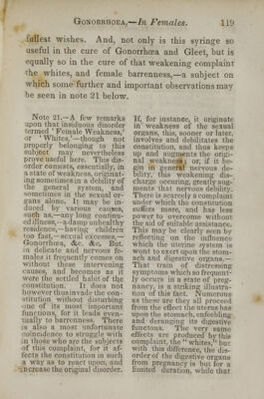 GONORRHOEA,—In Females. 119
fullest wishes. And, not only is this syringe so
useful in the cure of Gonorrhœa and Gleet, but is
equally so in the cure of that weakening complaint
the whites, and female barrenness,—a subject on
which some further and important observations may
be seen in note 21 below.
Note 21.—A few remarks
upon that insidious disorder
termed 'Female Weakness,'
or 'Whites,'—though not
properly belonging to this
subject may nevertheless
prove useful here. This dis-
order consists, essentially, in
a state of weakness, originat-
ing sometimes in a debility of
the general system, and
sometimes in the sexual or-
gans alone. It may be in-
duced by various causes,
such as,—any long continu-
ed illness,—a damp unhealthy
residence,—having children
too fast,—sexual excesses,—
Gonorrhœa, &c. &c. But,
in delicate and nervous fe-
males it frequently comes on
without these intervening
causes, and becomes as it
were the settled habit of the
constitution. It does not
however thus invade the con-
stitution without disturbing
one of its most important
functions, for it leads even-
tually to barrenness. There
is also a most unfortunate
coincidence to struggle with
in those who are the subjects
of this complaint, for it af-
fects the constitution in such
a way as to react upon, and
increase the original disorder.
If, for instance, it originate
in weakness of the sexual
organs, this, sooner or later,
involves and debilitates the
constitution, and thus keeps
up and augments the origi-
nal weakness; or, if it be-
gin in general nervous de-
bility, this weakening dis-
charge occuring, greatly aug-
ments that nervous debility.
There is scarcely a complaint
under which the constitution
suffers more, and has less
power to overcome without
the aid of suitable assistance.
This may be clearly seen by
reflecting on the influence
which the uterine system is
wont to exert upon the stom-
ach and digestive organs.—
That train of distressing
symptoms which so frequent-
ly occurs in a state of preg-
nancy, is a striking illustra-
tion of this fact. Numerous
as these are they all proceed
from the effect the uterus has
upon the stomach, unfeebling
and deranging its digestive
functions. The very same
effects are produced by this
complaint, the "whites," but
with this difference, the dis-
order of the digestive organs
from pregnancy is but for a
limited duration, while that